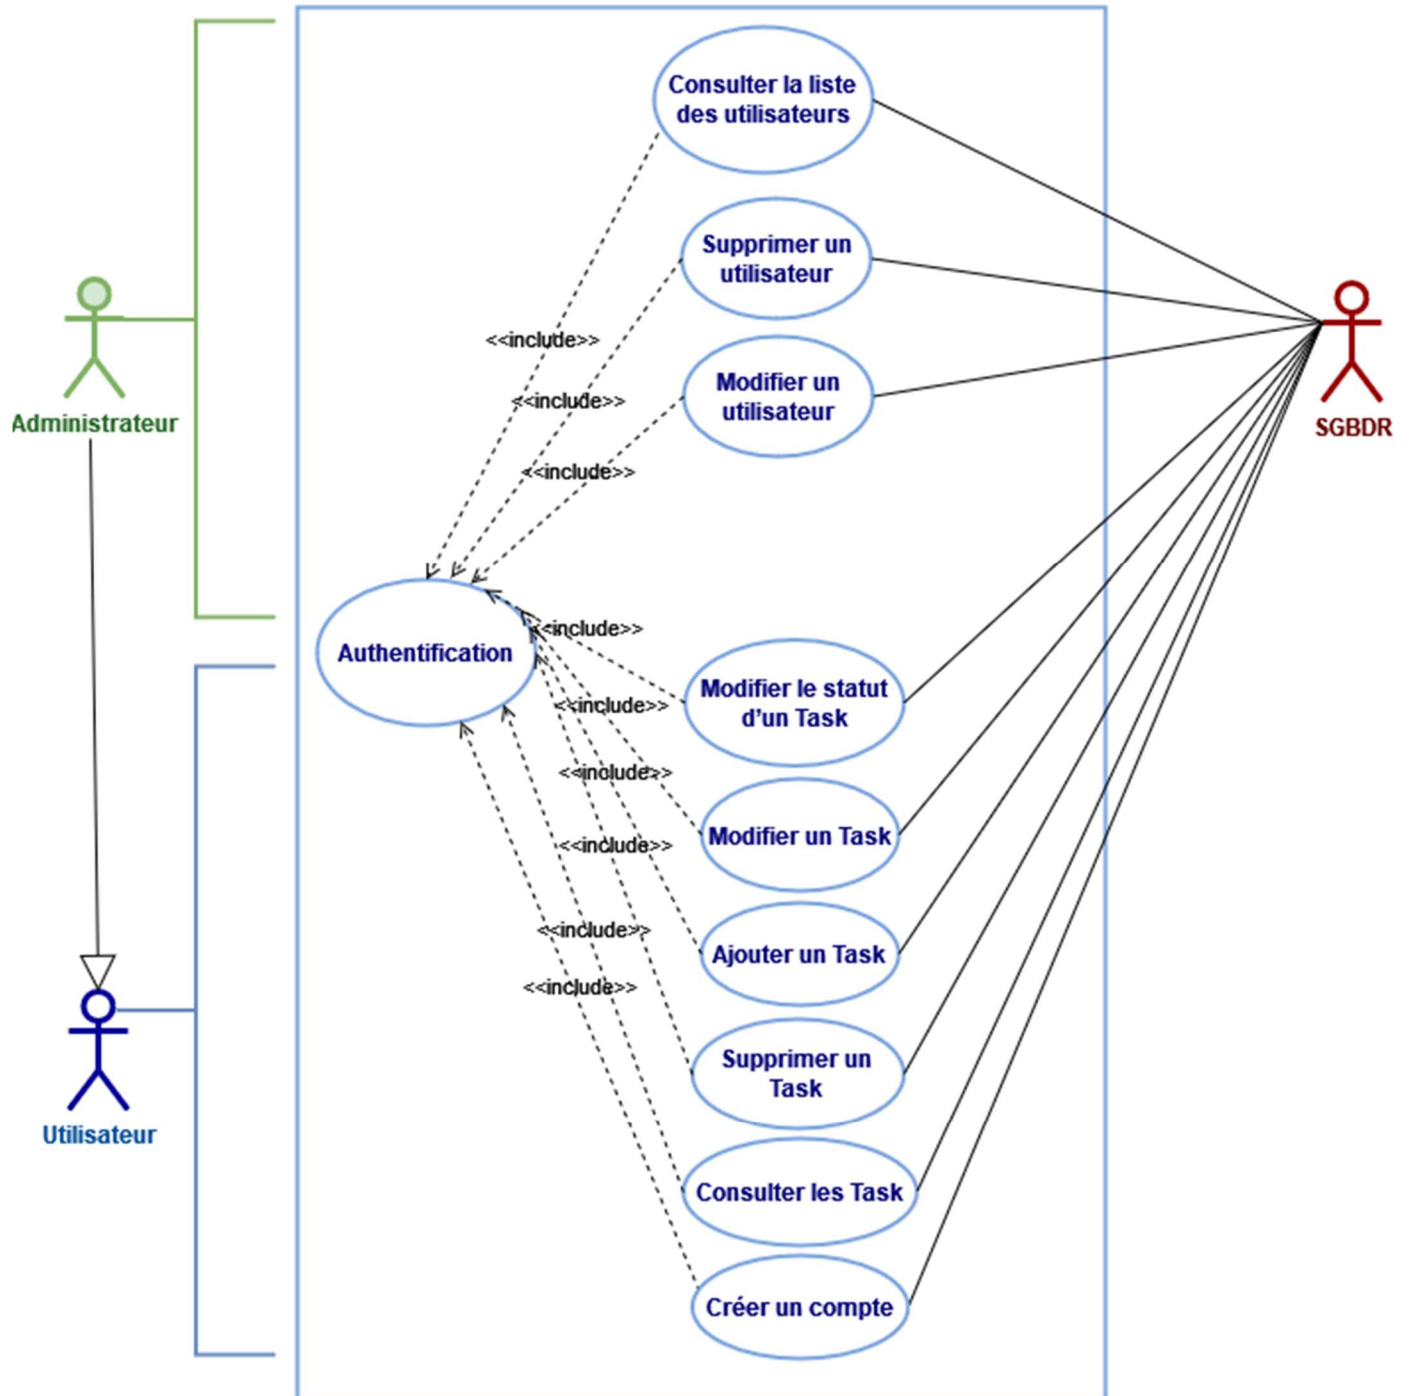 Consulter la liste
des utilisateurs
Supprimer un
utilisateur
<<include>>
<<include>>
Modifier un
utilisateur
<<include>>
Administrateur
SGBDR
Authentification
<<include>>
Modifier le statut
d'un Task
<<include>>
<<include>>
Modifier un Task
<<include>>
<<include>>
Ajouter un Task
<<include>>
Supprimer un
Task
Utilisateur
Consulter les Task
Créer un compte